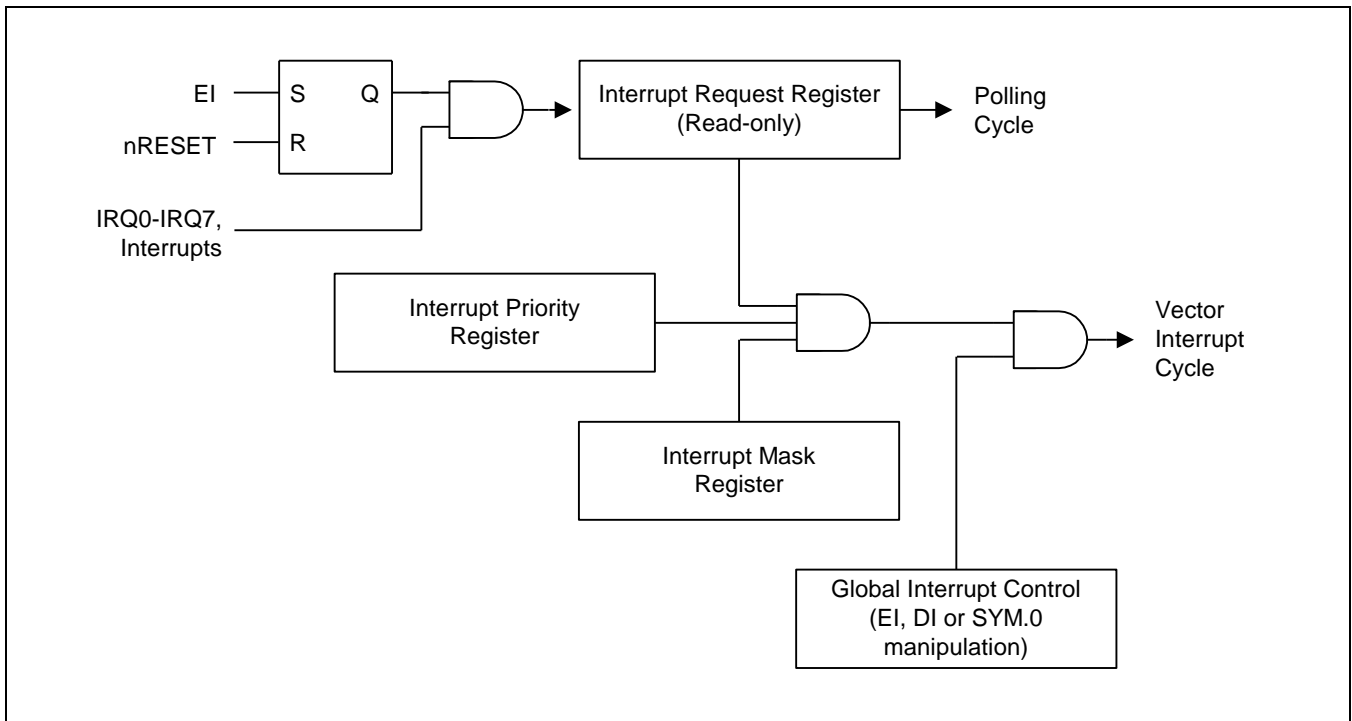 EI
S
Q
nRESET
R
IRQ0-IRQ7,
Interrupts
Interrupt Request Register
(Read-only)
Polling
Cycle
Interrupt Priority
Register
Vector
Interrupt
Cycle
Interrupt Mask
Register
Global Interrupt Control
(EI, DI or SYM.0
manipulation)